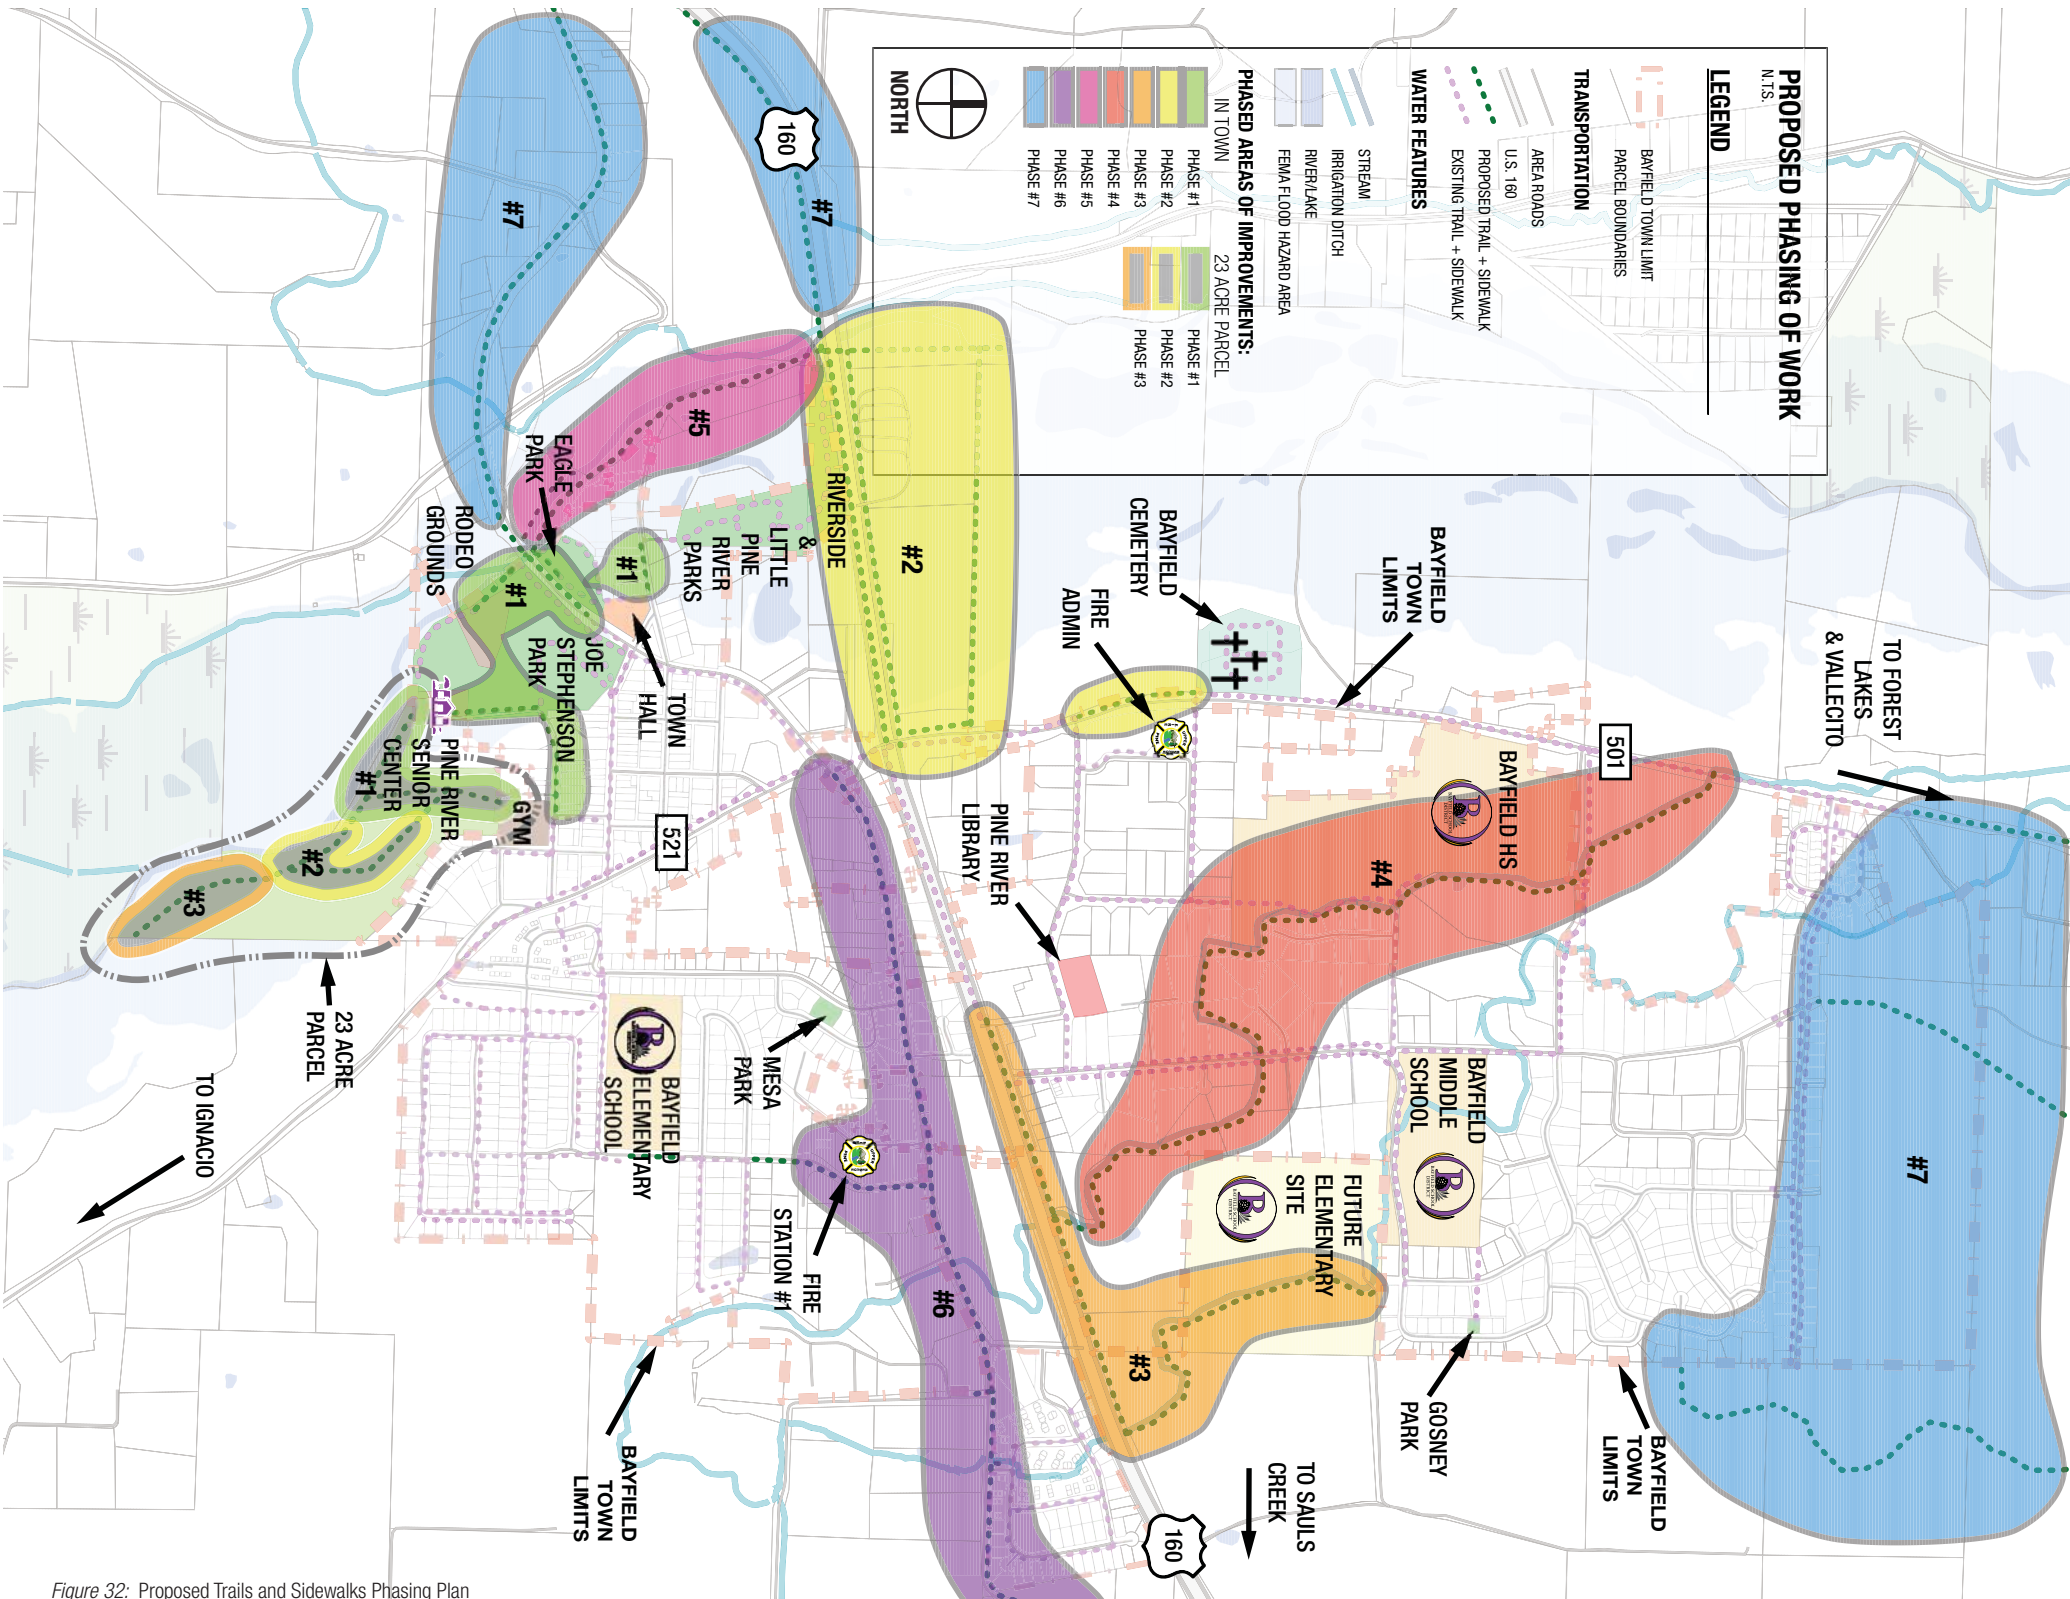 PROPOSED PHASING OF WORK
N.T.S.
LEGEND
BAYFIELD TOWN LIMIT
PARCEL BOUNDARIES
TRANSPORTATION
AREA ROADS
U.S. 160
PROPOSED TRAIL + SIDEWALK
EXISTING TRAIL + SIDEWALK
WATER FEATURES
STREAM
IRRIGATION DITCH
RIVER/LAKE
FEMA FLOOD HAZARD AREA
PHASED AREAS OF IMPROVEMENTS:
IN TOWN
23 ACRE PARCEL
PHASE #1
PHASE #2
PHASE #3
PHASE #4
PHASE #5
PHASE #6
PHASE #7
PHASE #1
PHASE #2
PHASE #3
NORTH
TO FOREST
LAKES
& VALLECITO
501
BAYFIELD
TOWN
LIMITS
BAYFIELD
CEMETERY
FIRE
ADMIN
BAYFIELD HS
#4
#7
PINE RIVER
LIBRARY
BAYFIELD
MIDDLE
SCHOOL
FUTURE
ELEMENTARY
SITE
GOSNEY
PARK
BAYFIELD
TOWN
LIMITS
TO SAULS
CREEK
160
#3
#2
#7
160
RIVERSIDE
&
LITTLE
PINE
RIVER
PARKS
#5
#7
EAGLE
PARK
RODEO
GROUNDS
#1
#1
JOE
STEPHENSON
PARK
TOWN
HALL
521
PINE RIVER
SENIOR
CENTER
GYM
#1
#2
#3
23 ACRE
PARCEL
TO IGNACIO
MESA
PARK
BAYFIELD
ELEMENTARY
SCHOOL
FIRE
STATION #1
#6
BAYFIELD
TOWN
LIMITS
Figure 32: Proposed Trails and Sidewalks Phasing Plan